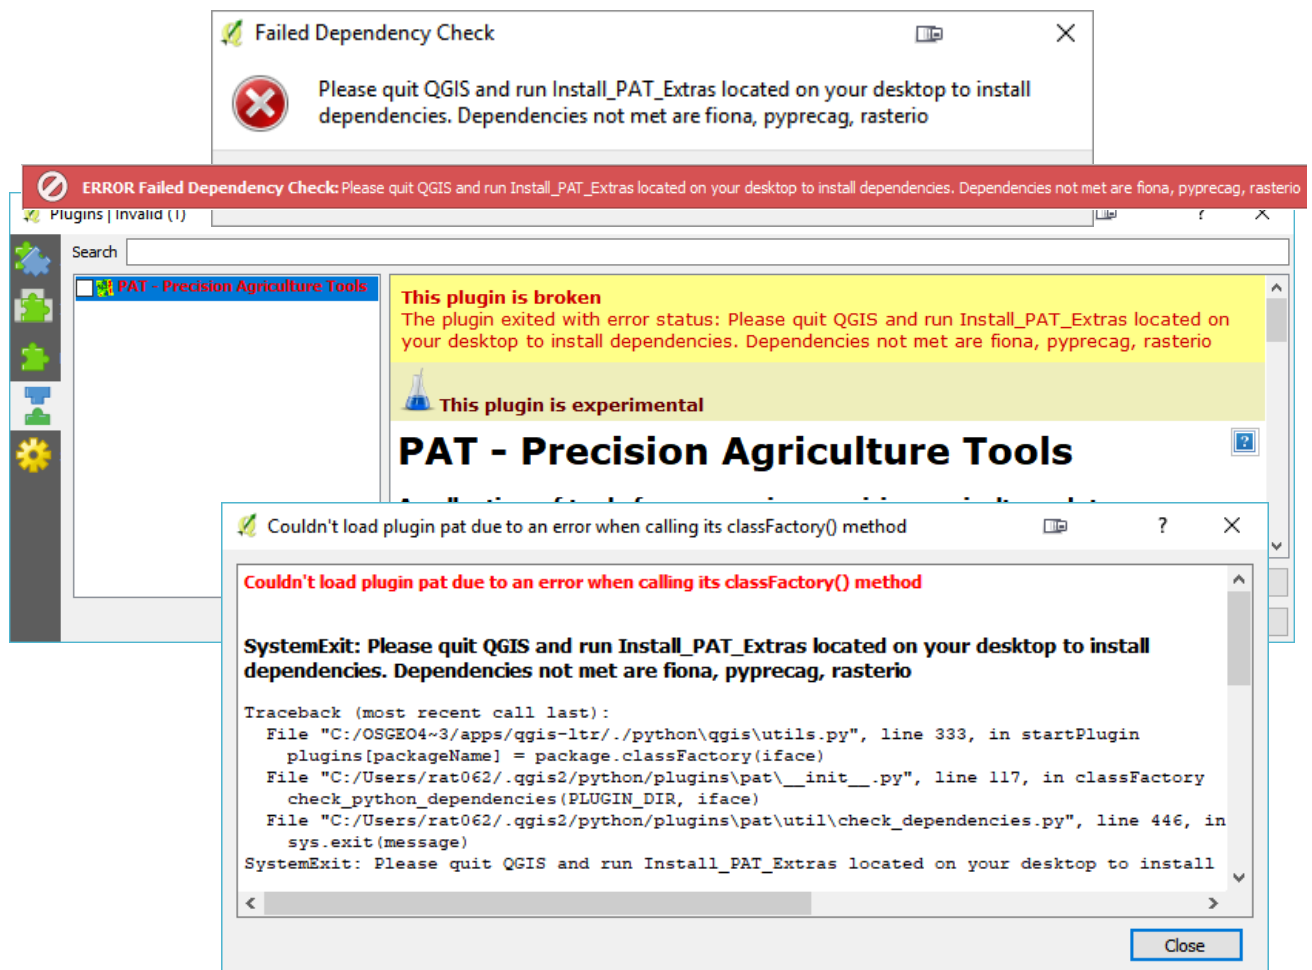 Failed Dependency Check
Please quit QGIS and run Install_PAT_Extras located on your desktop to install
dependencies. Dependencies not met are fiona, pyprecag, rasterio
ERROR Failed Dependency Check: Please quit QGIS and run Install_PAT_Extras located on your desktop to install dependencies. Dependencies not met are fiona, pyprecag, rasterio
Plugins | Invalid (1)
?
Search
PAT - Precision Agriculture Tools
This plugin is broken
The plugin exited with error status: Please quit QGIS and run Install_PAT_Extras located on
your desktop to install dependencies. Dependencies not met are fiona, pyprecag, rasterio
This plugin is experimental
PAT - Precision Agriculture Tools
?
Couldn't load plugin pat due to an error when calling its classFactory() method
?
Couldn't load plugin pat due to an error when calling its classFactory() method
SystemExit: Please quit QGIS and run Install_PAT_Extras located on your desktop to install
dependencies. Dependencies not met are fiona, pyprecag, rasterio
Traceback (most recent call last):
File "C:/OSGEO4~3/apps/qgis-ltr/./python\qgis\utils.py", line 333, in startPlugin
plugins[packageName] = package.classFactory(iface)
File "C:/Users/rat062/.qgis2/python/plugins\pat\__init__.py", line 117, in classFactory
check_python_dependencies(PLUGIN_DIR, iface)
File "C:/Users/rat062/.qgis2/python/plugins\pat\util\check_dependencies.py", line 446, in
sys.exit(message)
SystemExit: Please quit QGIS and run Install_PAT_Extras located on your desktop to install
Close